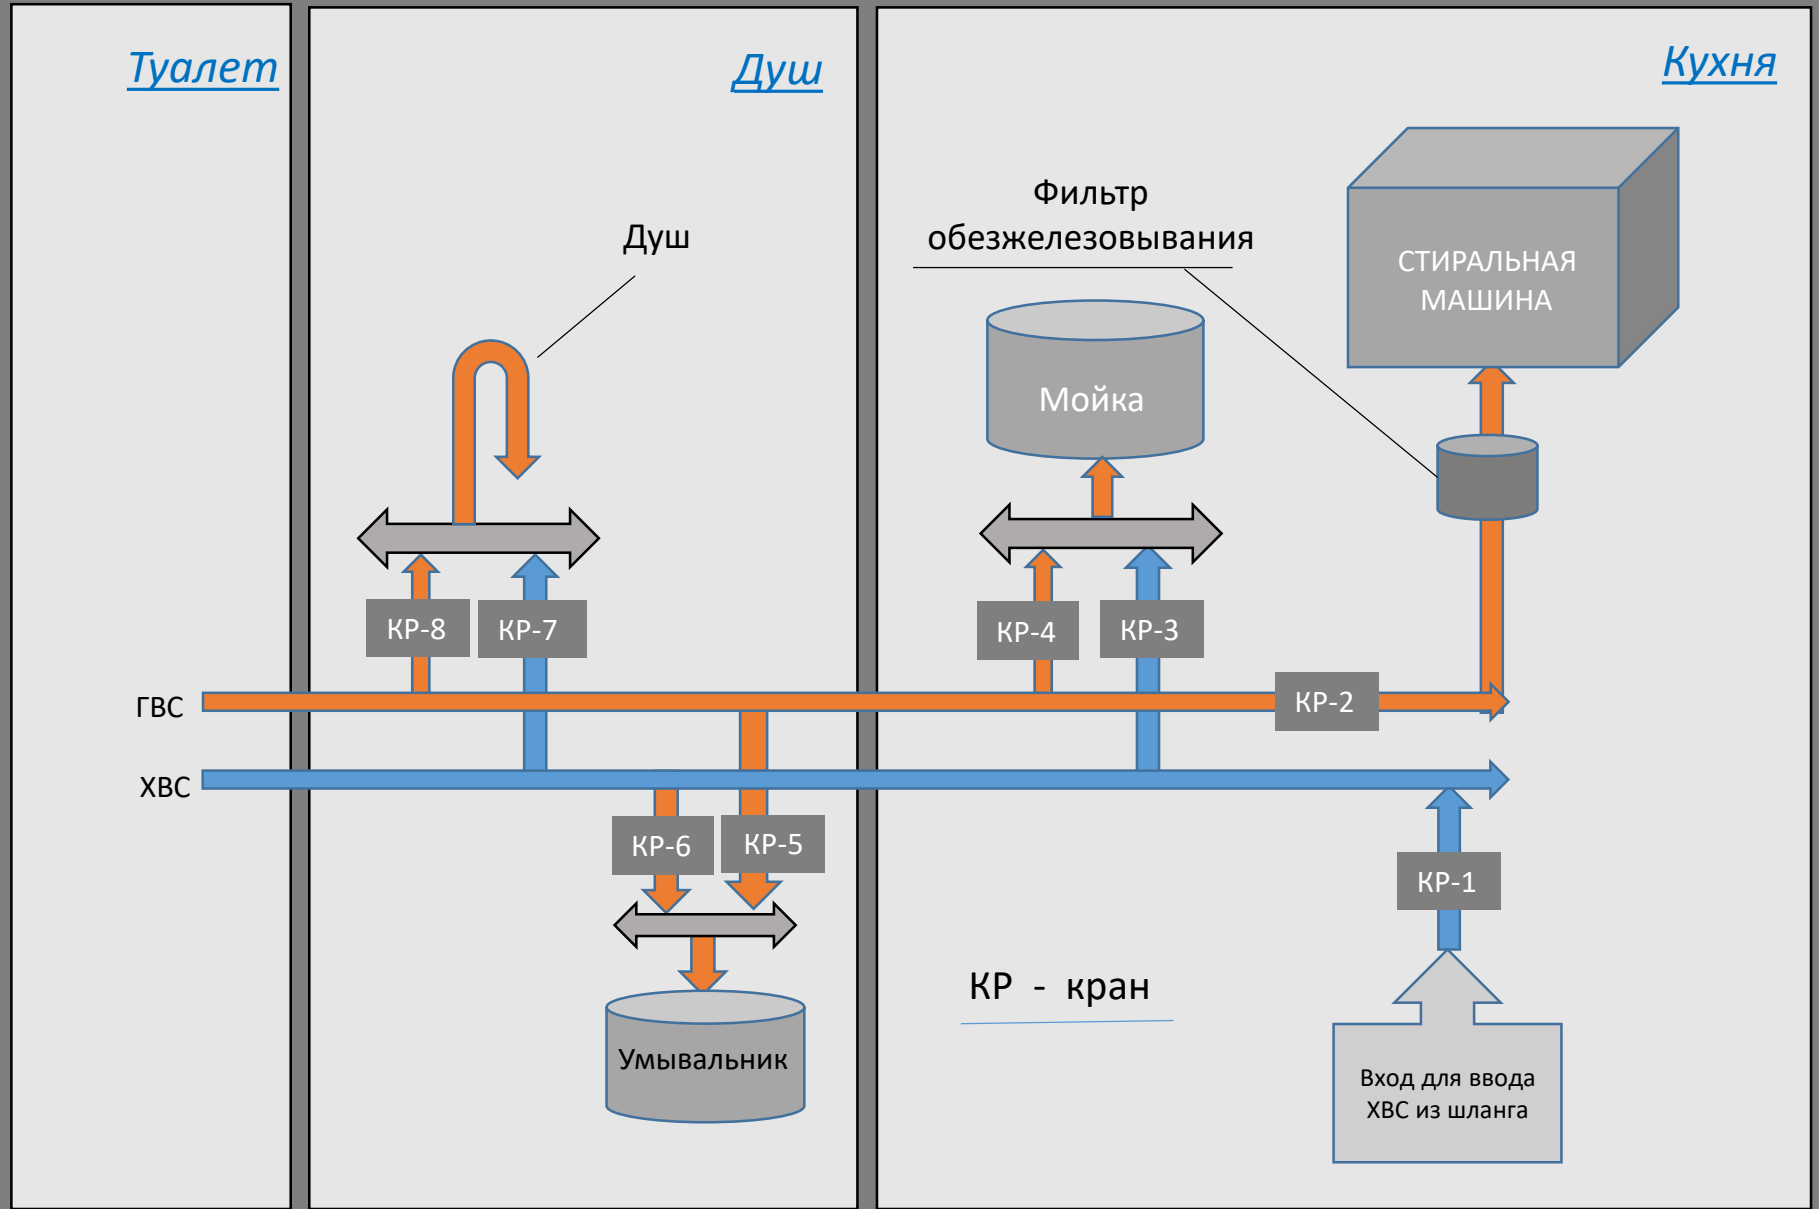 Туалет
Душ
Кухня
Фильтр
обезжелезовывания
Душ
СТИРАЛЬНАЯ
МАШИНА
Мойка
КР-8
КР-7
КР-4
КР-3
ГВС
КР-2
ХВС
КР-6
КР-5
КР-1
КР - кран
Умывальник
Вход для ввода
ХВС из шланга